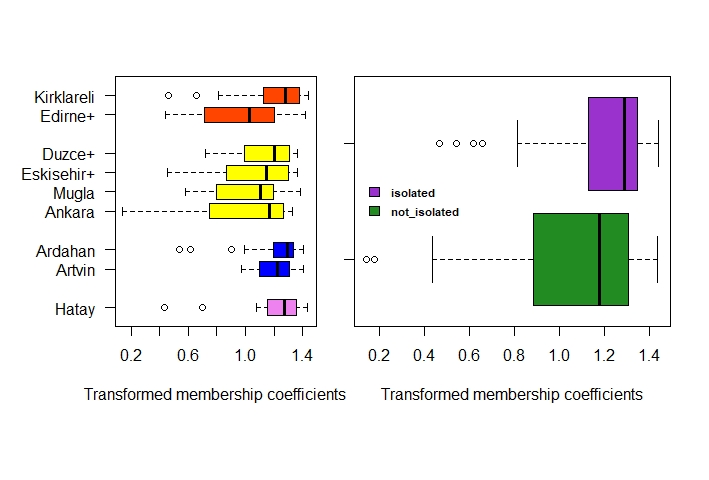 Kirklareli
Edirne+
Duzce+
Eskisehir+
Mugla
Ankara
Ardahan
Artvin
Hatay
0.2 0.6 1.0 1.4
Transformed membership coefficients
isolated
not_isolated
0.2 0.4 0.6 0.8 1.0 1.2 1.4
Transformed membership coefficients